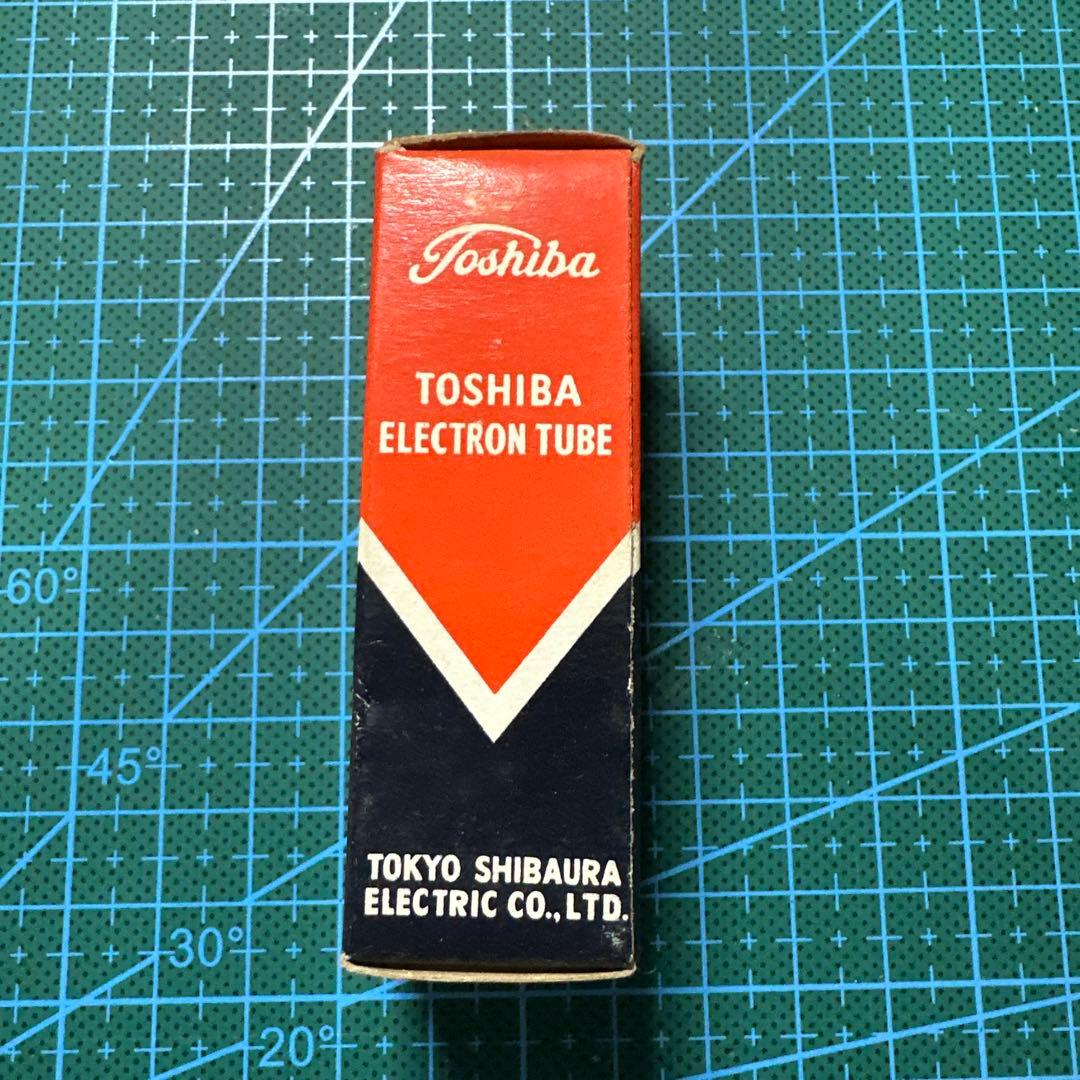 Toshiba
TOSHIBA
ELECTRON TUBE
60°
45°
TOKYO SHIBAURA
ELECTRIC CO., LTD.
30°
20°